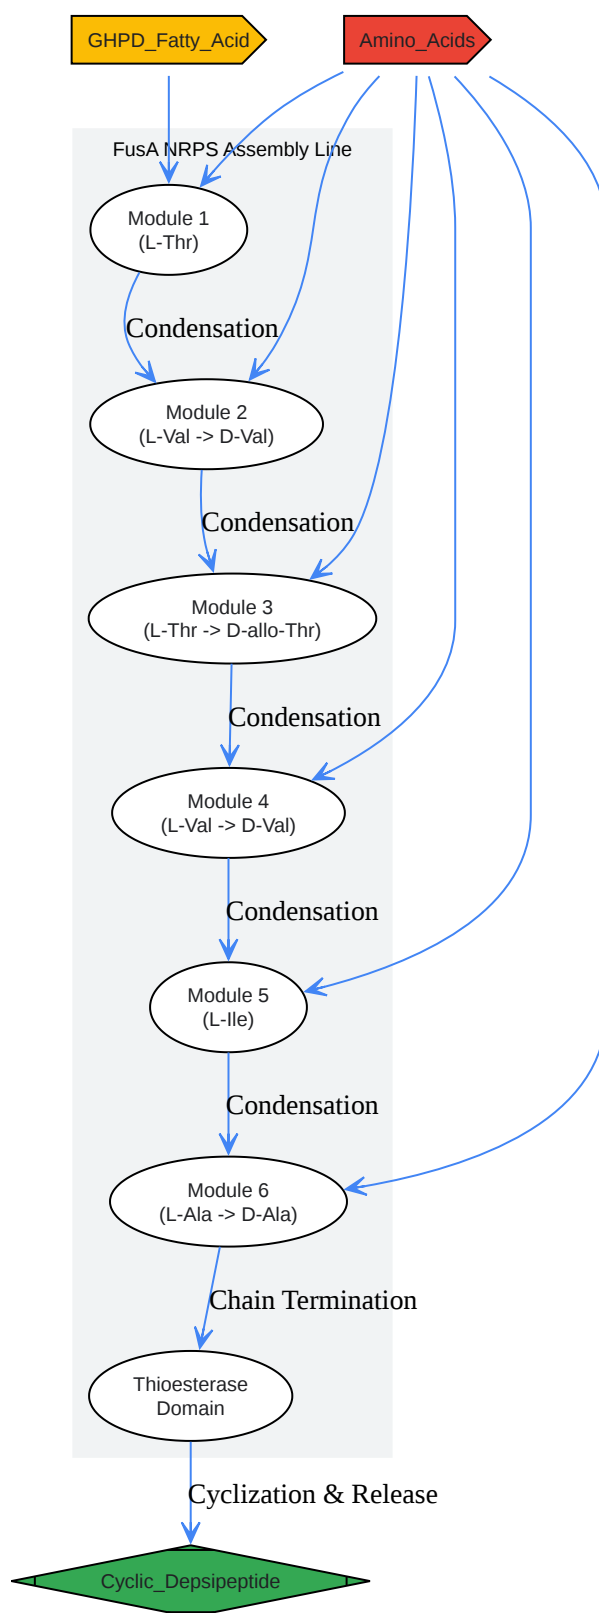 GHPD_Fatty_Acid
Amino_Acids
FusA NRPS Assembly Line
Module 1
(L-Thr)
Condensation
Module 2
(L-Val -> D-Val)
Condensation
Module 3
(L-Thr -> D-allo-Thr)
Condensation
Module 4
(L-Val -> D-Val)
Condensation
Module 5
(L-Ile)
Condensation
Module 6
(L-Ala -> D-Ala)
Chain Termination
Thioesterase
Domain
Cyclization & Release
Cyclic_Depsipeptide